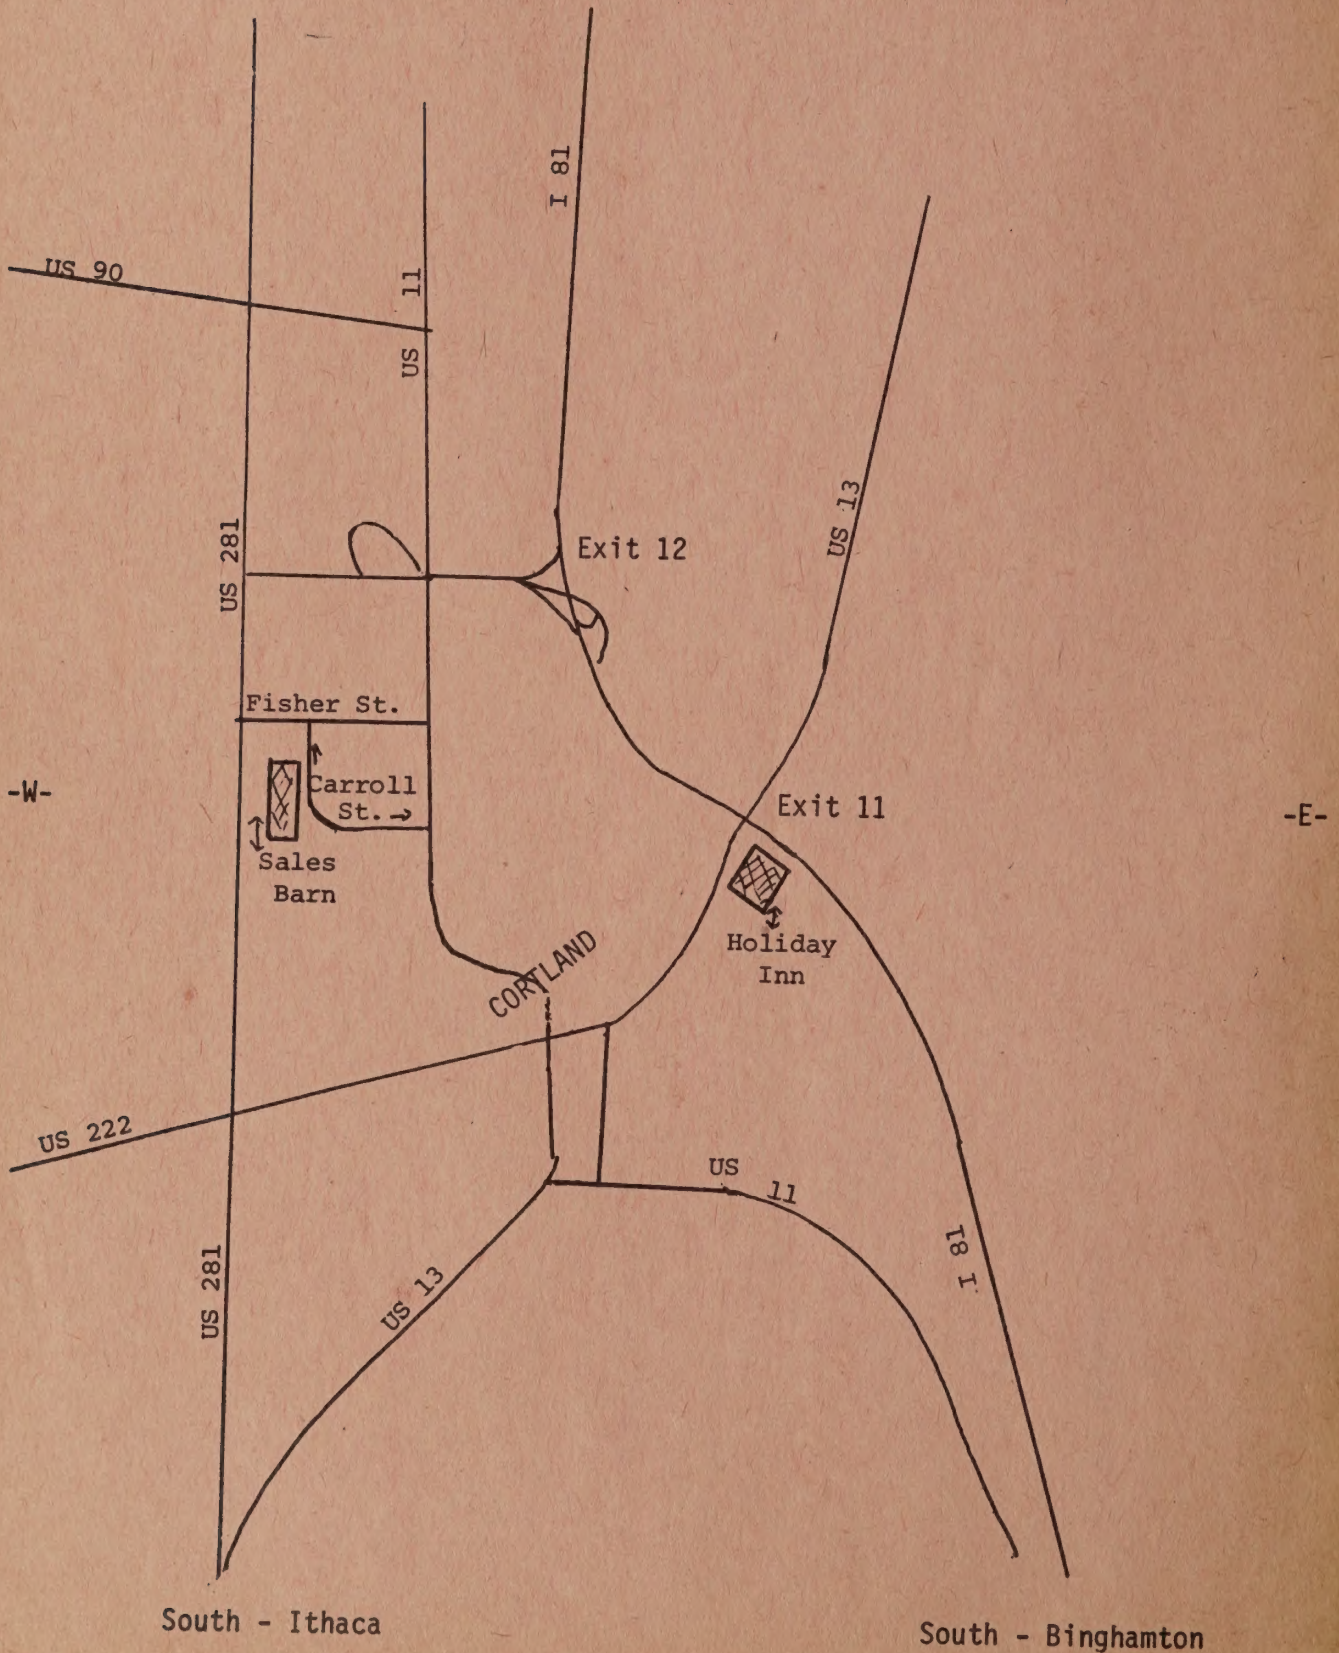 I 81
US 90
US 11
US 13
US 281
Exit 12
Fisher St.
-W-
Carroll
St.
Exit 11
-E-
Sales
Barn
Holiday
Inn
CORTLAND
US 222
US 11
I 81
US 281
US 13
South - Ithaca
South - Binghamton